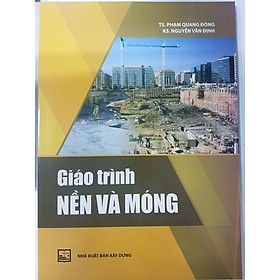 TS. PHẠM QUANG ĐÔNG
KS. NGUYỄN VĂN ĐỊNH
Giáo trình
NỀN VÀ MÓNG
NHÀ XUẤT BẢN XÂY DỰNG